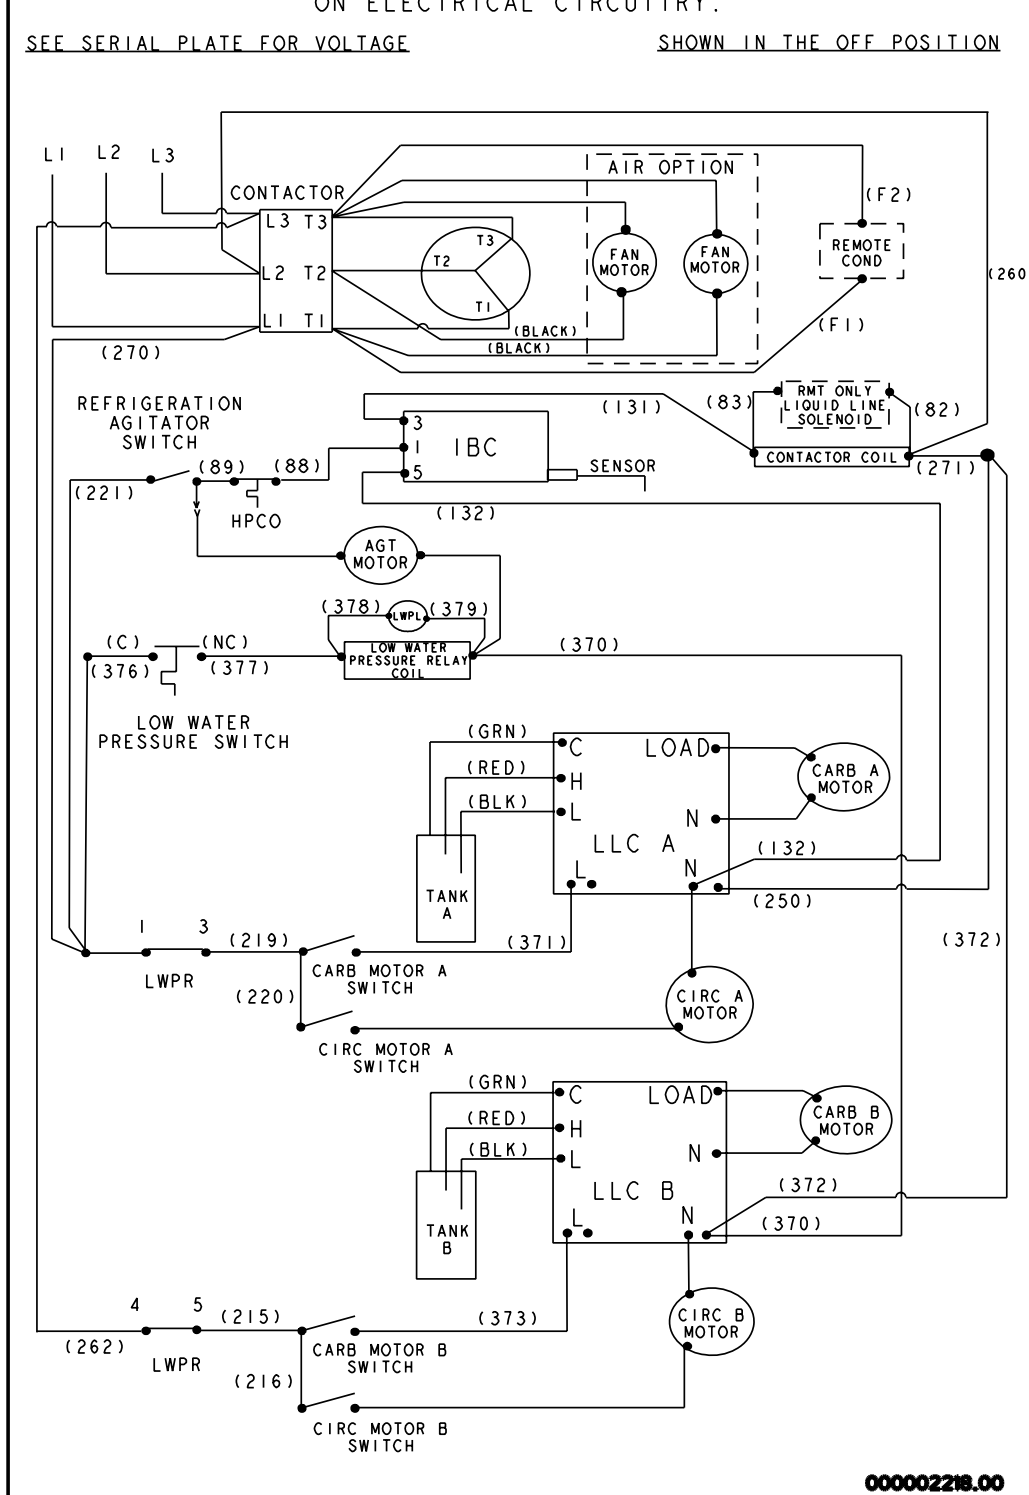 ON ELECTRICAL CIRCUITRY.
SEE SERIAL PLATE FOR VOLTAGE
SHOWN IN THE OFF POSITION
L1
L2
L3
CONTACTOR
L3 T3
L2 T2
L1 T1
T3
T2
T1
AIR OPTION
FAN
MOTOR
FAN
MOTOR
(F2)
REMOTE
COND
(260
(F1)
(BLACK)
(BLACK)
(270)
REFRIGERATION
AGITATOR
SWITCH
(221)
(89)
(88)
HPCO
3
1
5
IBC
SENSOR
(131)
(132)
(83)
RMT ONLY
LIQUID LINE
SOLENOID
(82)
CONTACTOR COIL
(271)
AGT
MOTOR
(378)
LWPL
(379)
LOW WATER
PRESSURE RELAY
COIL
(370)
(C)
(NC)
(376)
(377)
LOW WATER
PRESSURE SWITCH
(GRN)
(RED)
(BLK)
C
H
L
LOAD
N
LLC A
L
N
CARB A
MOTOR
(132)
(250)
TANK
A
(372)
1
3
LWPR
(219)
(371)
CARB MOTOR A
SWITCH
(220)
CIRC A
MOTOR
CIRC MOTOR A
SWITCH
(GRN)
(RED)
(BLK)
C
H
L
LOAD
N
LLC B
L
N
CARB B
MOTOR
(372)
(370)
TANK
B
4
5
(262)
LWPR
(215)
(373)
CARB MOTOR B
SWITCH
(216)
CIRC B
MOTOR
CIRC MOTOR B
SWITCH
000002218.00